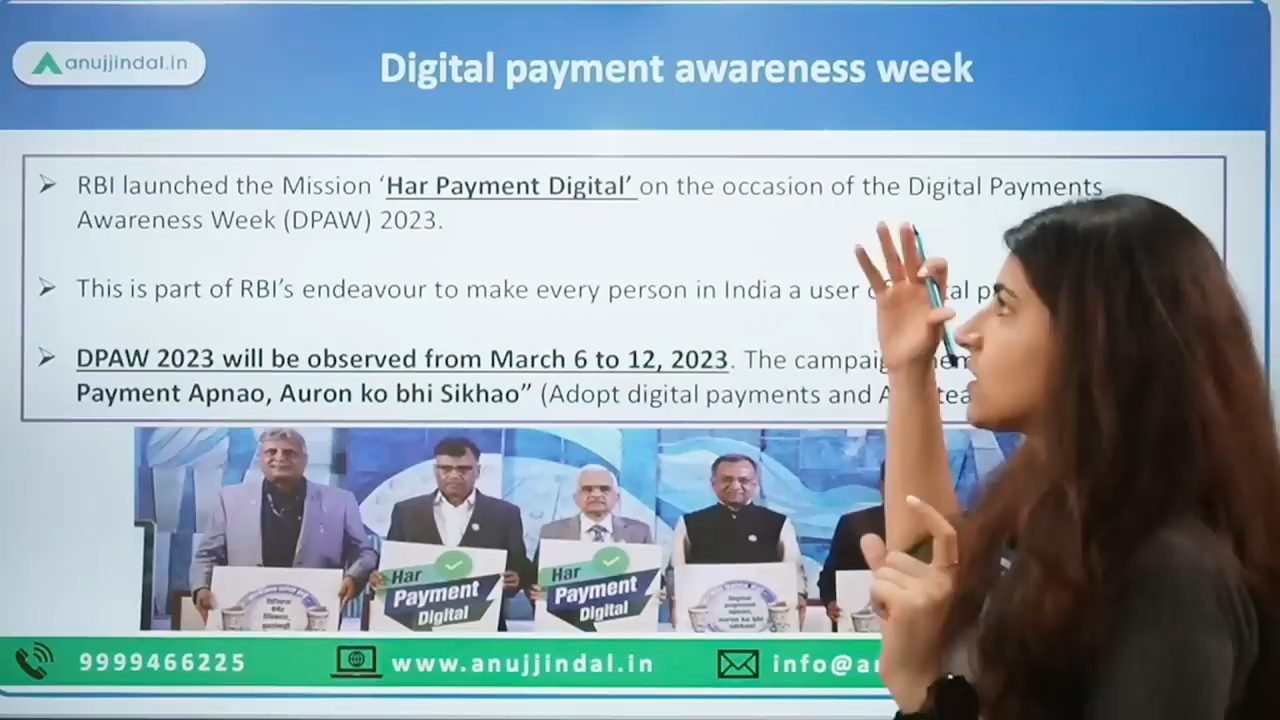 anujjindal.in
Digital payment awareness week
➢ RBI launched the Mission ‘Har Payment Digital’ on the occasion of the Digital Payments
Awareness Week (DPAW) 2023.
➢ This is part of RBI’s endeavour to make every person in India a user
➢ DPAW 2023 will be observed from March 6 to 12, 2023. The
Payment Apnao, Auron ko bhi Sikhao” (Adopt digital payments and
Har
Payment
Digital
Har
Payment
Digital
9999466225
www.anujjindal.in